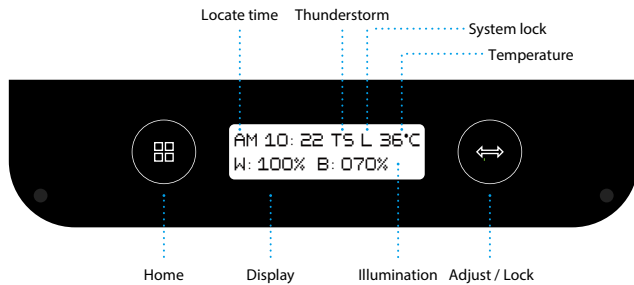 Locate time Thunderstorm
System lock
Temperature
AM 10: 22 TS L 36°C
W: 100% B: 070%
Home Display Illumination Adjust / Lock